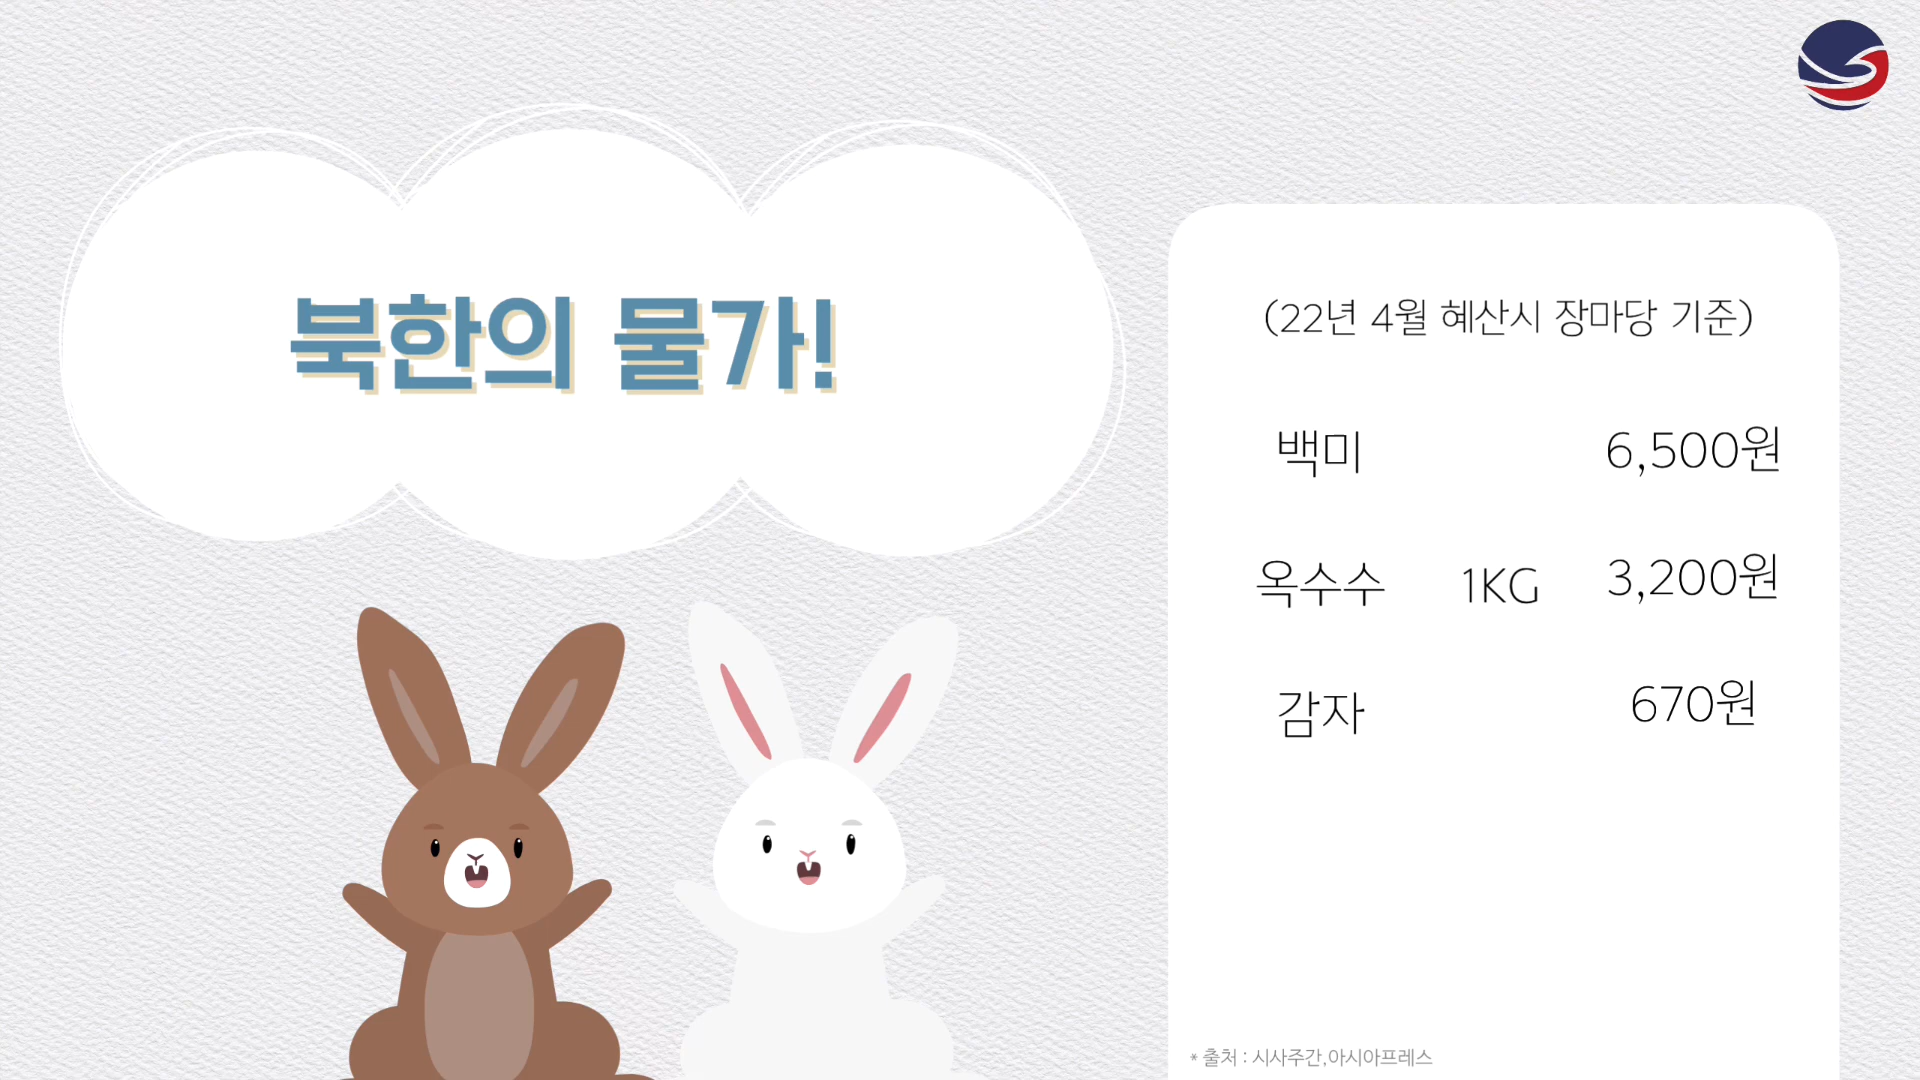 북한의 물가!
(22년 4월 혜산시 장마당 기준)
백미 6,500원
옥수수 1KG 3,200원
감자 670원
* 출처 : 시사주간,아시아프레스